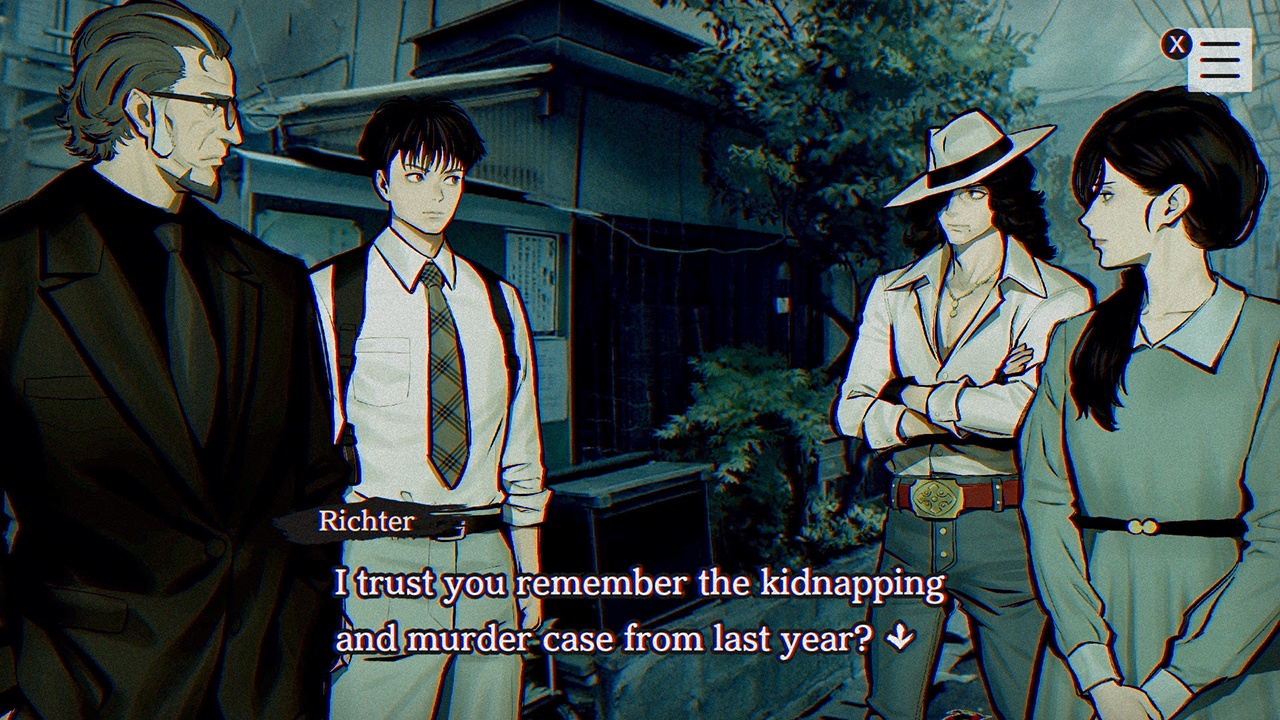 X
Richter
I trust you remember the kidnapping
and murder case from last year?